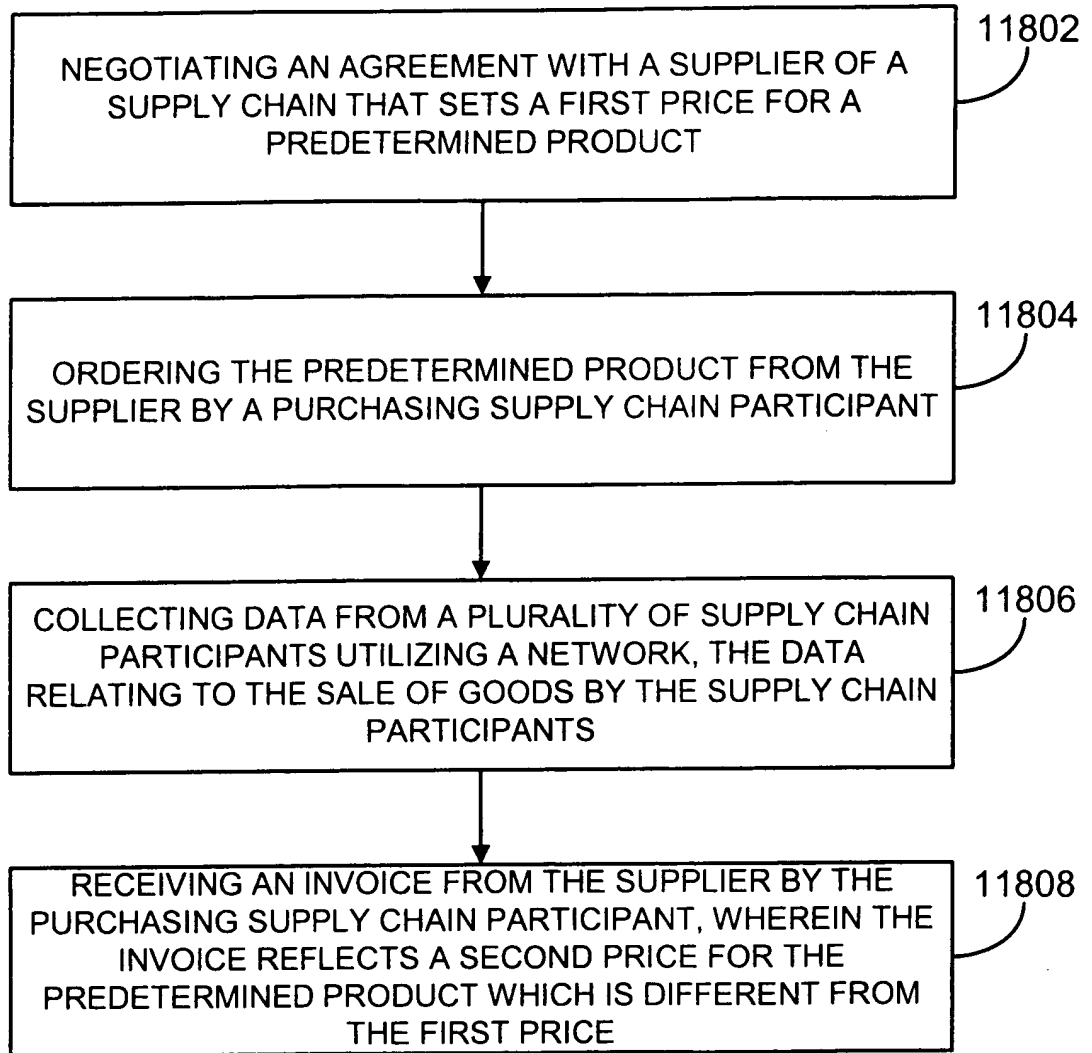 11802
NEGOTIATING AN AGREEMENT WITH A SUPPLIER OF A
SUPPLY CHAIN THAT SETS A FIRST PRICE FOR A
PREDETERMINED PRODUCT
11804
ORDERING THE PREDETERMINED PRODUCT FROM THE
SUPPLIER BY A PURCHASING SUPPLY CHAIN PARTICIPANT
11806
COLLECTING DATA FROM A PLURALITY OF SUPPLY CHAIN
PARTICIPANTS UTILIZING A NETWORK, THE DATA
RELATING TO THE SALE OF GOODS BY THE SUPPLY CHAIN
PARTICIPANTS
11808
RECEIVING AN INVOICE FROM THE SUPPLIER BY THE
PURCHASING SUPPLY CHAIN PARTICIPANT, WHEREIN THE
INVOICE REFLECTS A SECOND PRICE FOR THE
PREDETERMINED PRODUCT WHICH IS DIFFERENT FROM
THE FIRST PRICE